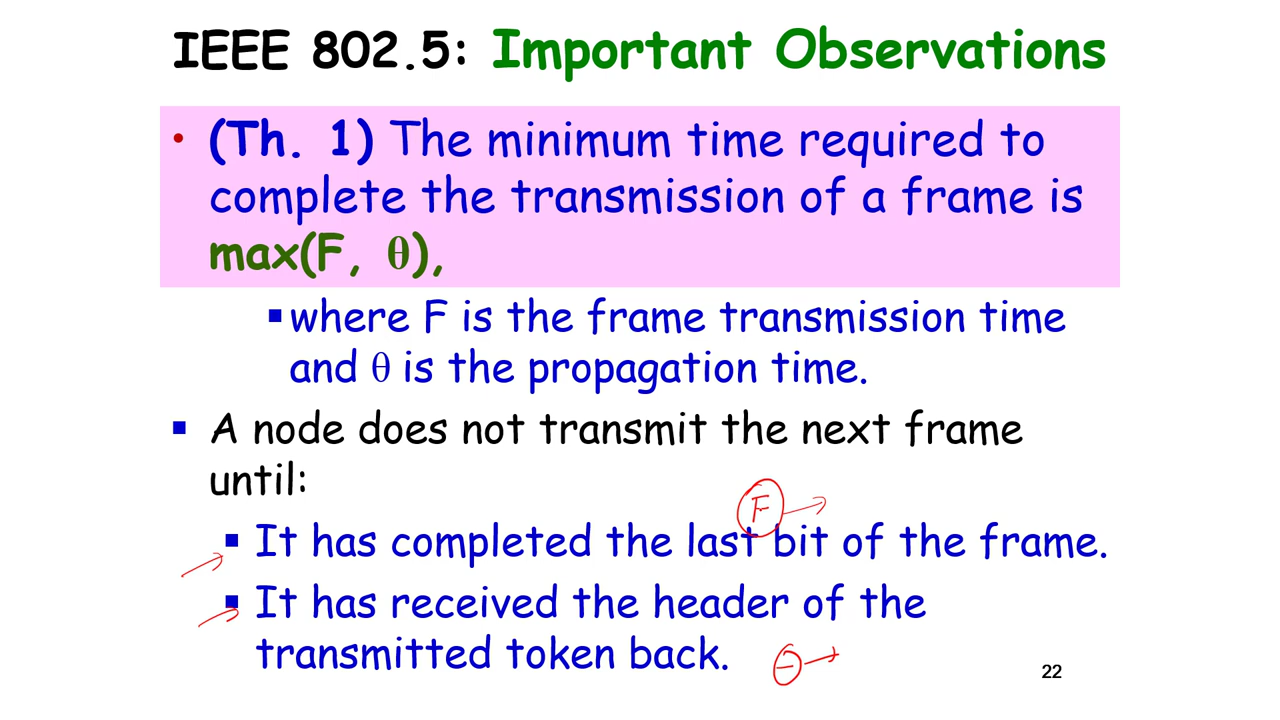 IEEE 802.5: Important Observations
• (Th. 1) The minimum time required to
complete the transmission of a frame is
max(F, θ),
▪ where F is the frame transmission time
and θ is the propagation time.
▪ A node does not transmit the next frame
until:
F
▪ It has completed the last bit of the frame.
▪ It has received the header of the
transmitted token back.
θ
22